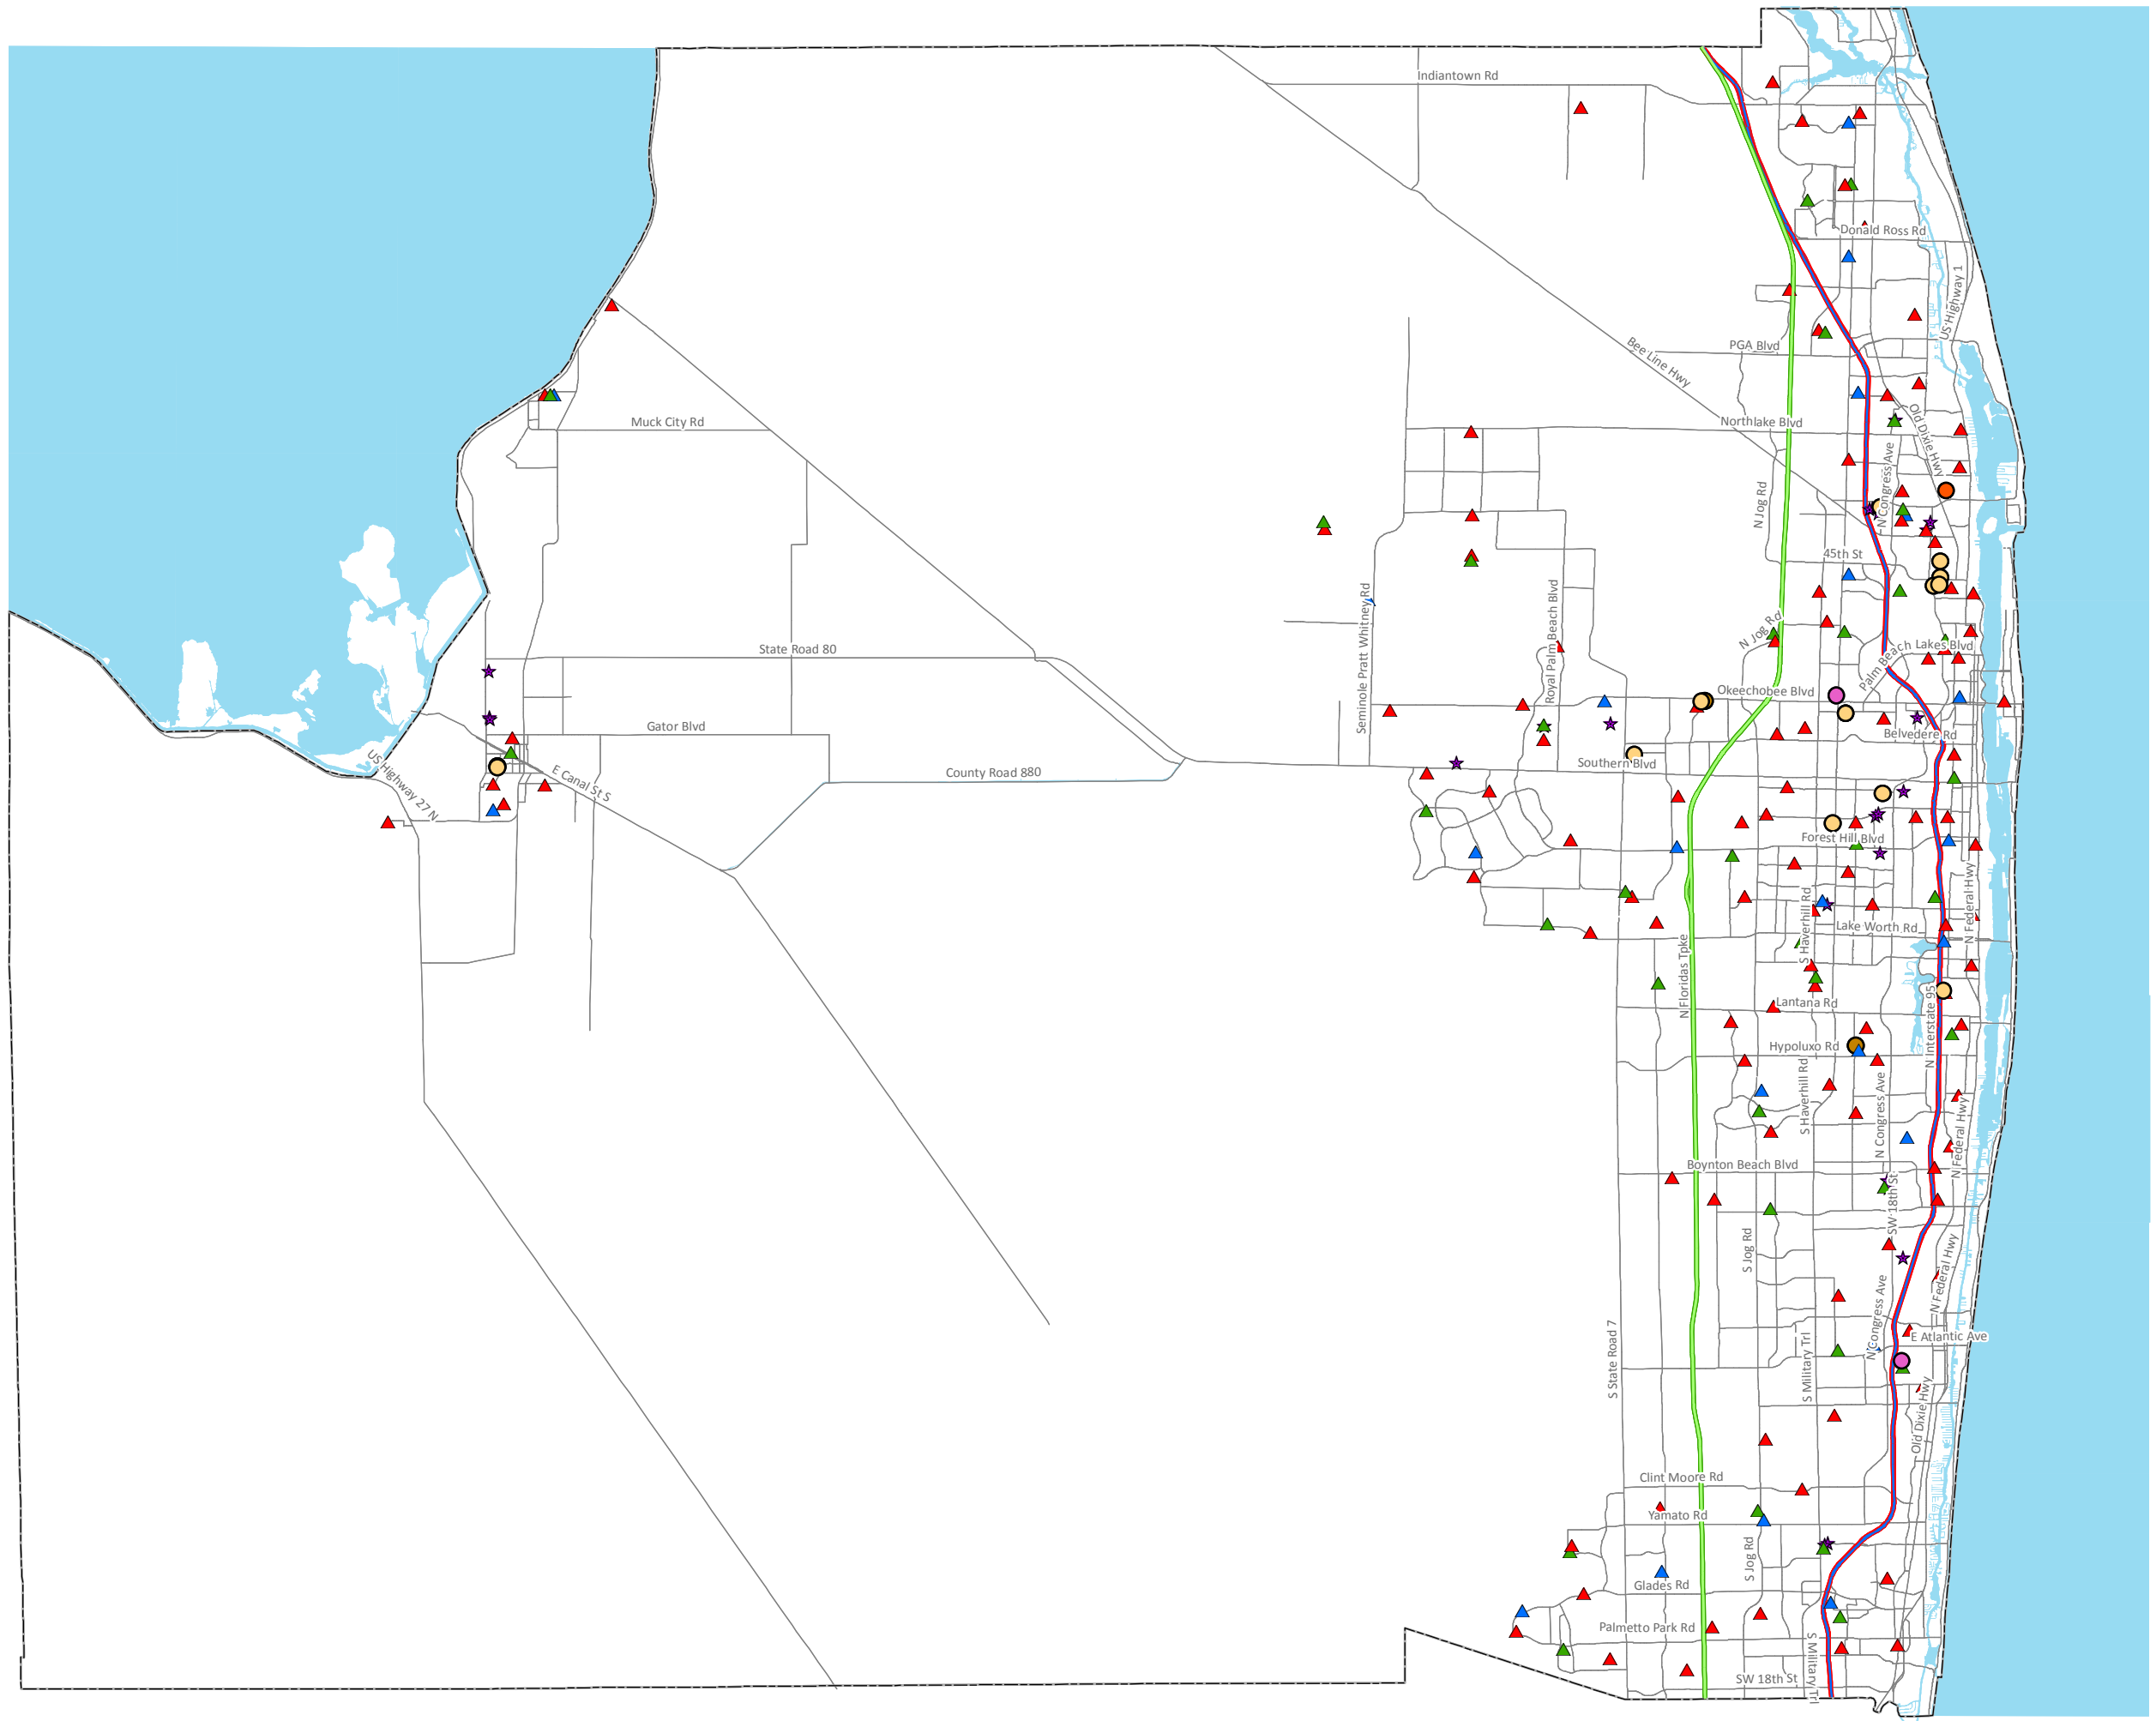 Indiantown Rd
Donald Ross Rd
US Highway 1
Bee Line Hwy
PGA Blvd
Muck City Rd
Northlake Blvd
Old Dixie Hwy
N Congress Ave
N Jog Rd
45th St
Seminole Pratt Whitney Rd
Royal Palm Beach Blvd
N Jog Rd
Palm Beach Lakes Blvd
State Road 80
Okeechobee Blvd
Gator Blvd
Belvedere Rd
Southern Blvd
County Road 880
US Highway 27 N
E Canal St S
Forest Hill Blvd
S Haverhill Rd
N Federal Hwy
Lake Worth Rd
N Floridas Tpke
Lantana Rd
N Interstate 95
Hypoluxo Rd
S Haverhill Rd
N Congress Ave
N Federal Hwy
Boynton Beach Blvd
SW 18th St
S Jog Rd
N Federal Hwy
N Congress Ave
E Atlantic Ave
S State Road 7
S Military Trl
Old Dixie Hwy
Clint Moore Rd
Yamato Rd
S Jog Rd
Glades Rd
Palmetto Park Rd
S Military Trl
SW 18th St